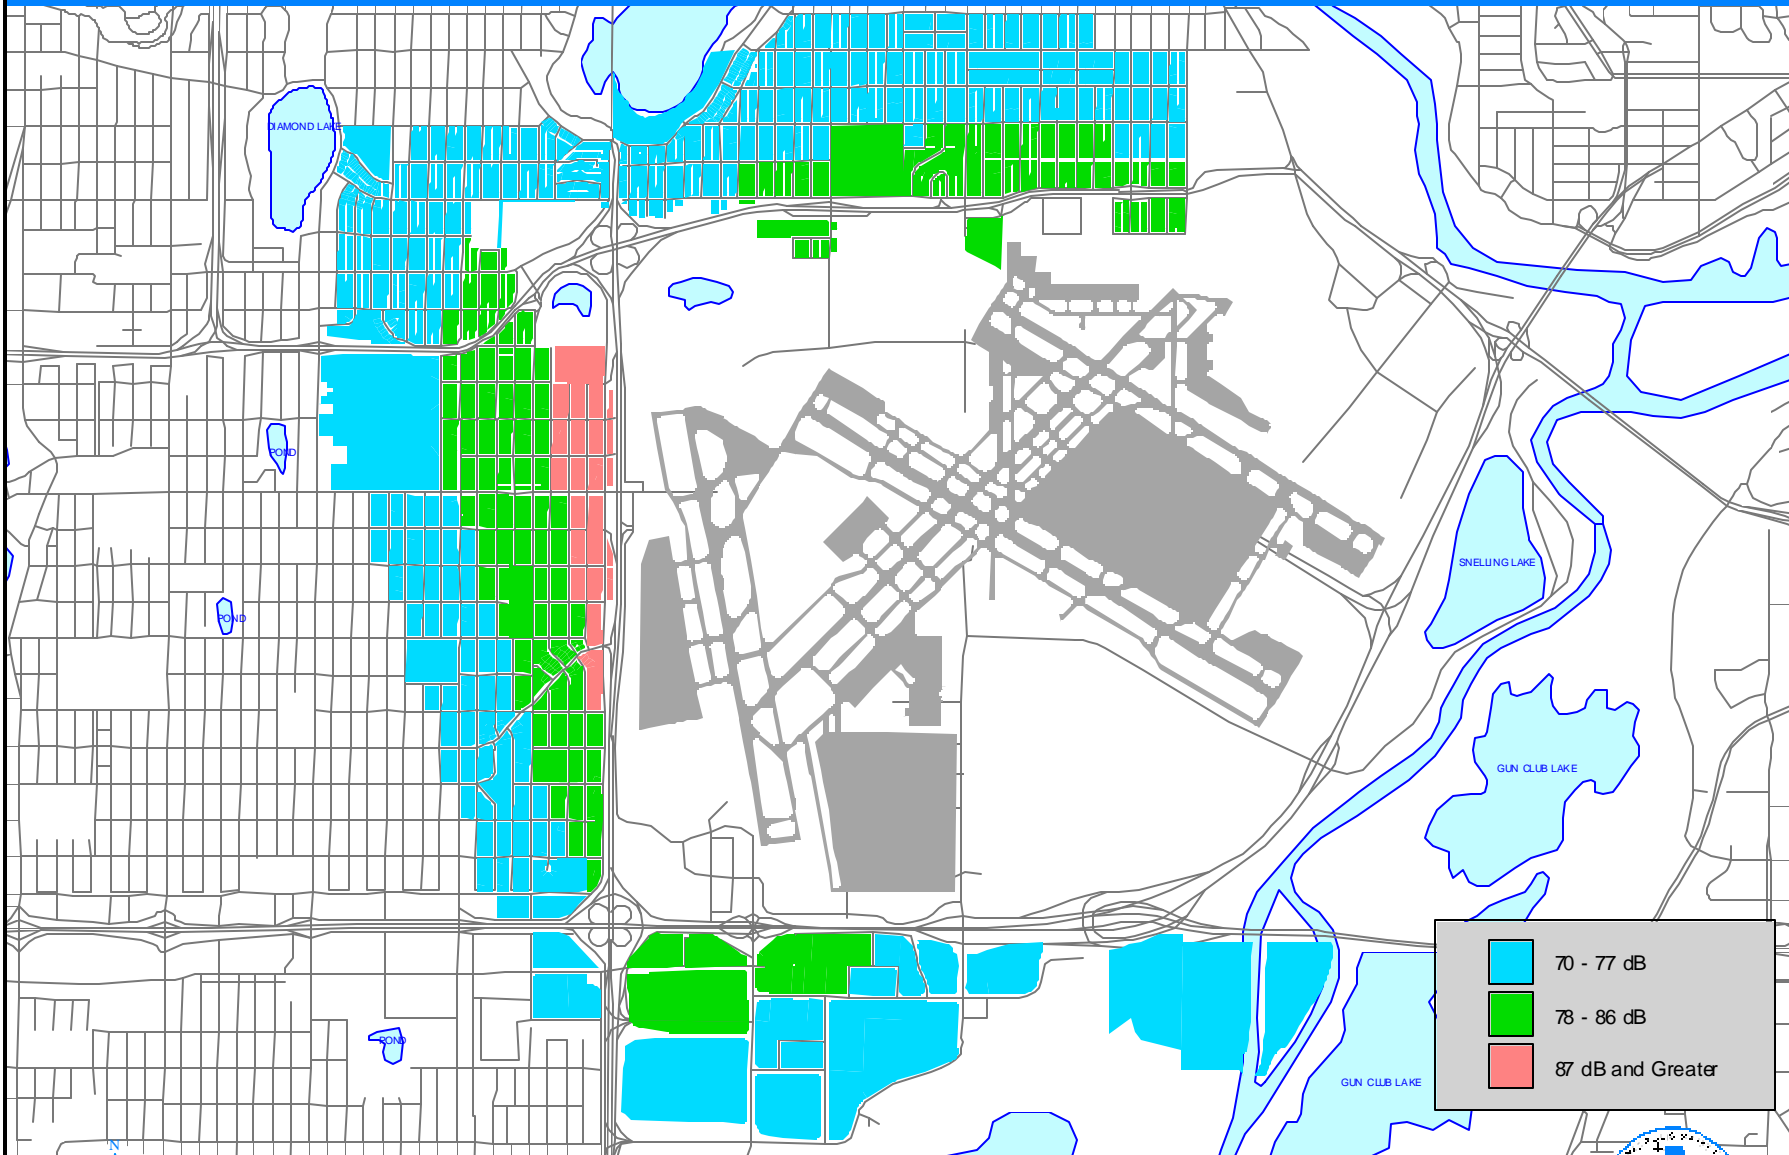 DIAMOND LAKE
POND
SNELLING LAKE
POND
GUN CLUB LAKE
70 - 77 dB
78 - 86 dB
87 dB and Greater
POND
GUN CLUB LAKE
N